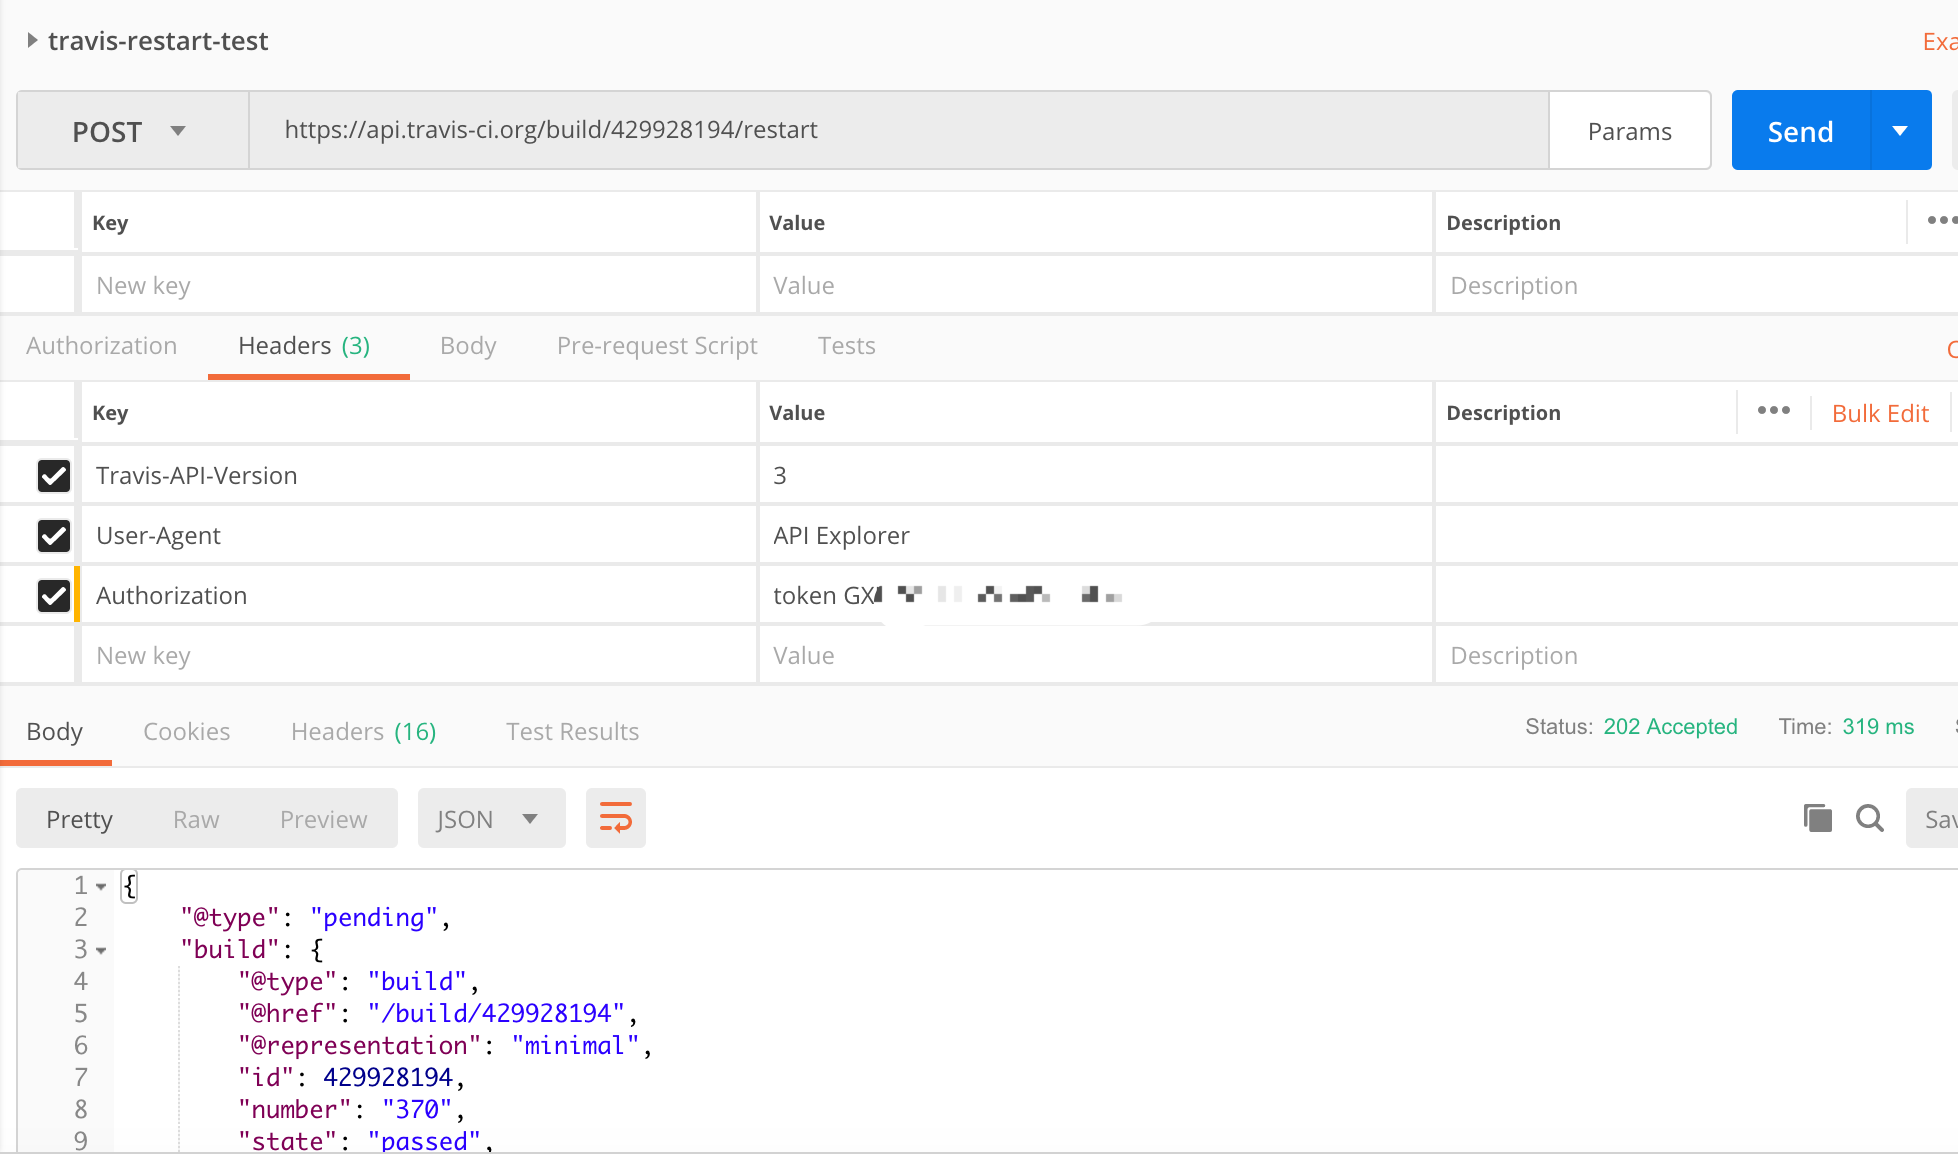 travis-restart-test
Exa
POST https://api.travis-ci.org/build/429928194/restart Params Send
Key Value Description
New key Value Description
Authorization Headers (3) Body Pre-request Script Tests
Key Value Description Bulk Edit
Travis-API-Version 3
User-Agent API Explorer
Authorization token GX
New key Value Description
Body Cookies Headers (16) Test Results Status: 202 Accepted Time: 319 ms
Pretty Raw Preview JSON Sav
1 {
2 "@type": "pending",
3 "build": {
4 "@type": "build",
5 "@href": "/build/429928194",
6 "@representation": "minimal",
7 "id": 429928194,
8 "number": "370",
9 "state": "passed",